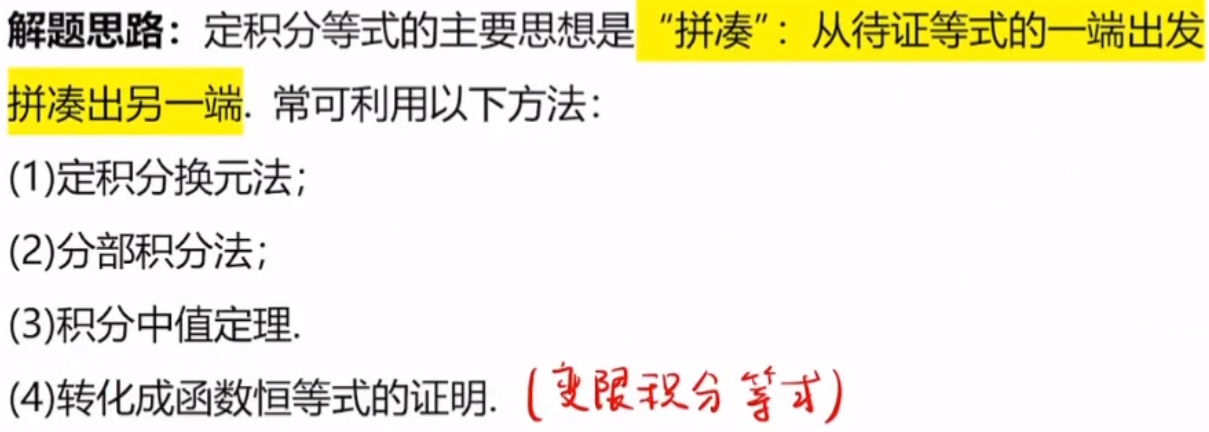 解题思路：定积分等式的主要思想是“拼凑”：从待证等式的一端出发
拼凑出另一端. 常可利用以下方法：
(1)定积分换元法；
(2)分部积分法；
(3)积分中值定理.
(4)转化成函数恒等式的证明. (变限积分等式)